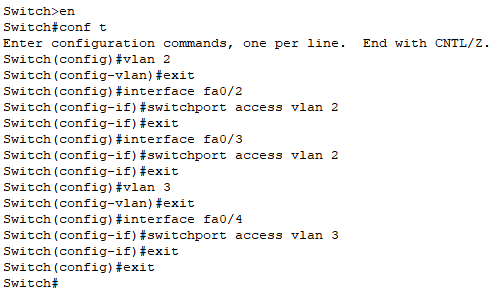 Switch>en
Switch#conf t
Enter configuration commands, one per line.  End with CNTL/Z.
Switch(config)#vlan 2
Switch(config-vlan)#exit
Switch(config)#interface fa0/2
Switch(config-if)#switchport access vlan 2
Switch(config-if)#exit
Switch(config)#interface fa0/3
Switch(config-if)#switchport access vlan 2
Switch(config-if)#exit
Switch(config)#vlan 3
Switch(config-vlan)#exit
Switch(config)#interface fa0/4
Switch(config-if)#switchport access vlan 3
Switch(config-if)#exit
Switch(config)#exit
Switch#